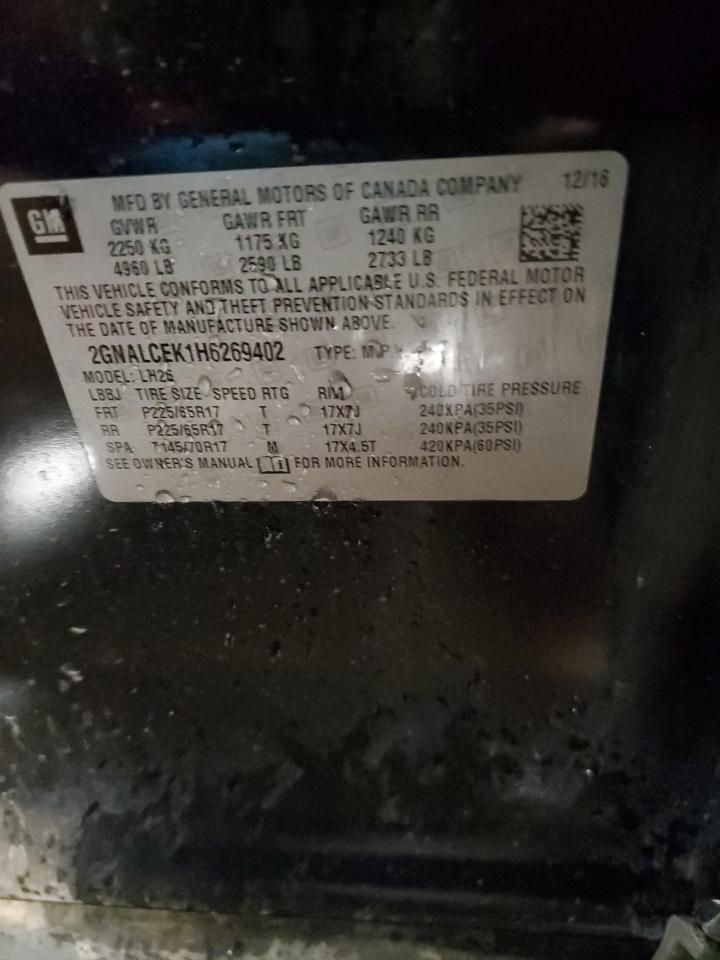 GM
MFD BY GENERAL MOTORS OF CANADA COMPANY 12/16
GVWR GAWR FRT GAWR RR
2250 KG 1175 KG 1240 KG
4960 LB 2590 LB 2733 LB
THIS VEHICLE CONFORMS TO ALL APPLICABLE U.S. FEDERAL MOTOR
VEHICLE SAFETY AND THEFT PREVENTION STANDARDS IN EFFECT ON
THE DATE OF MANUFACTURE SHOWN ABOVE.
2GNALCEK1H6269402 TYPE: M.P.
MODEL: LH26
LBBJ TIRE SIZE SPEED RTG RIM COLD TIRE PRESSURE
FRT P225/65R17 T 17X7J 240KPA(35PSI)
RR P225/65R17 T 17X7J 240KPA(35PSI)
SPA T145/70R17 M 17X4.5T 420KPA(60PSI)
SEE OWNER'S MANUAL FOR MORE INFORMATION.